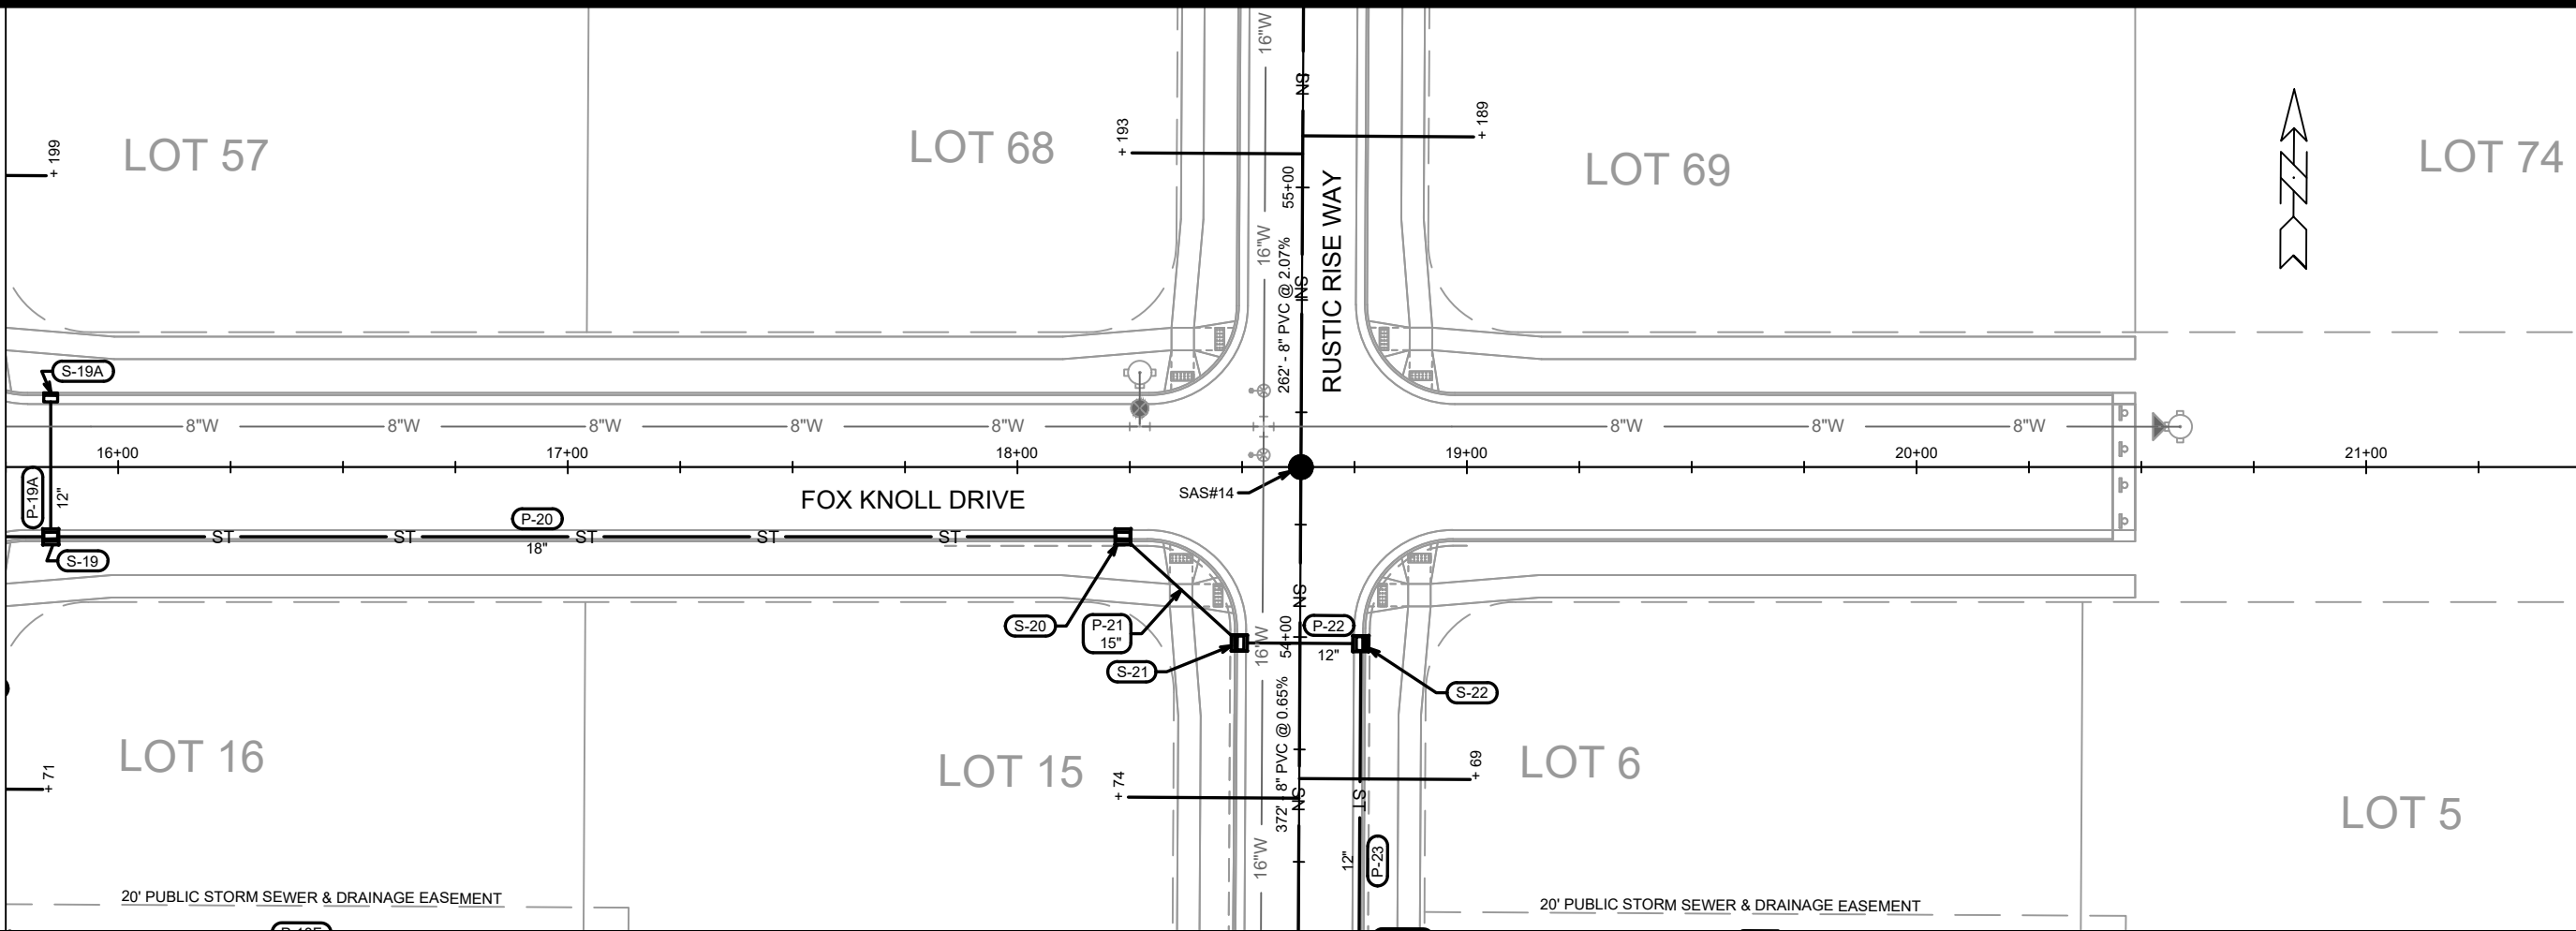 16"W
SN
+ 199
LOT 57
LOT 68
+ 193
+ 189
LOT 69
LOT 74
N
55+00
16"W
262' - 8" PVC @ 2.07%
SN
RUSTIC RISE WAY
S-19A
8"W
8"W
8"W
8"W
8"W
8"W
8"W
8"W
16+00
17+00
18+00
19+00
20+00
21+00
P-19A
12"
FOX KNOLL DRIVE
SAS#14
P-20
ST
ST
ST
ST
ST
18"
S-19
SN
S-20
P-21
15"
P-22
54+00
16"W
12"
S-21
S-22
372' - 8" PVC @ 0.65%
LOT 16
LOT 15
LOT 6
LOT 5
+ 71
+ 74
+ 69
SN
ST
16"W
12"
P-23
20' PUBLIC STORM SEWER & DRAINAGE EASEMENT
20' PUBLIC STORM SEWER & DRAINAGE EASEMENT